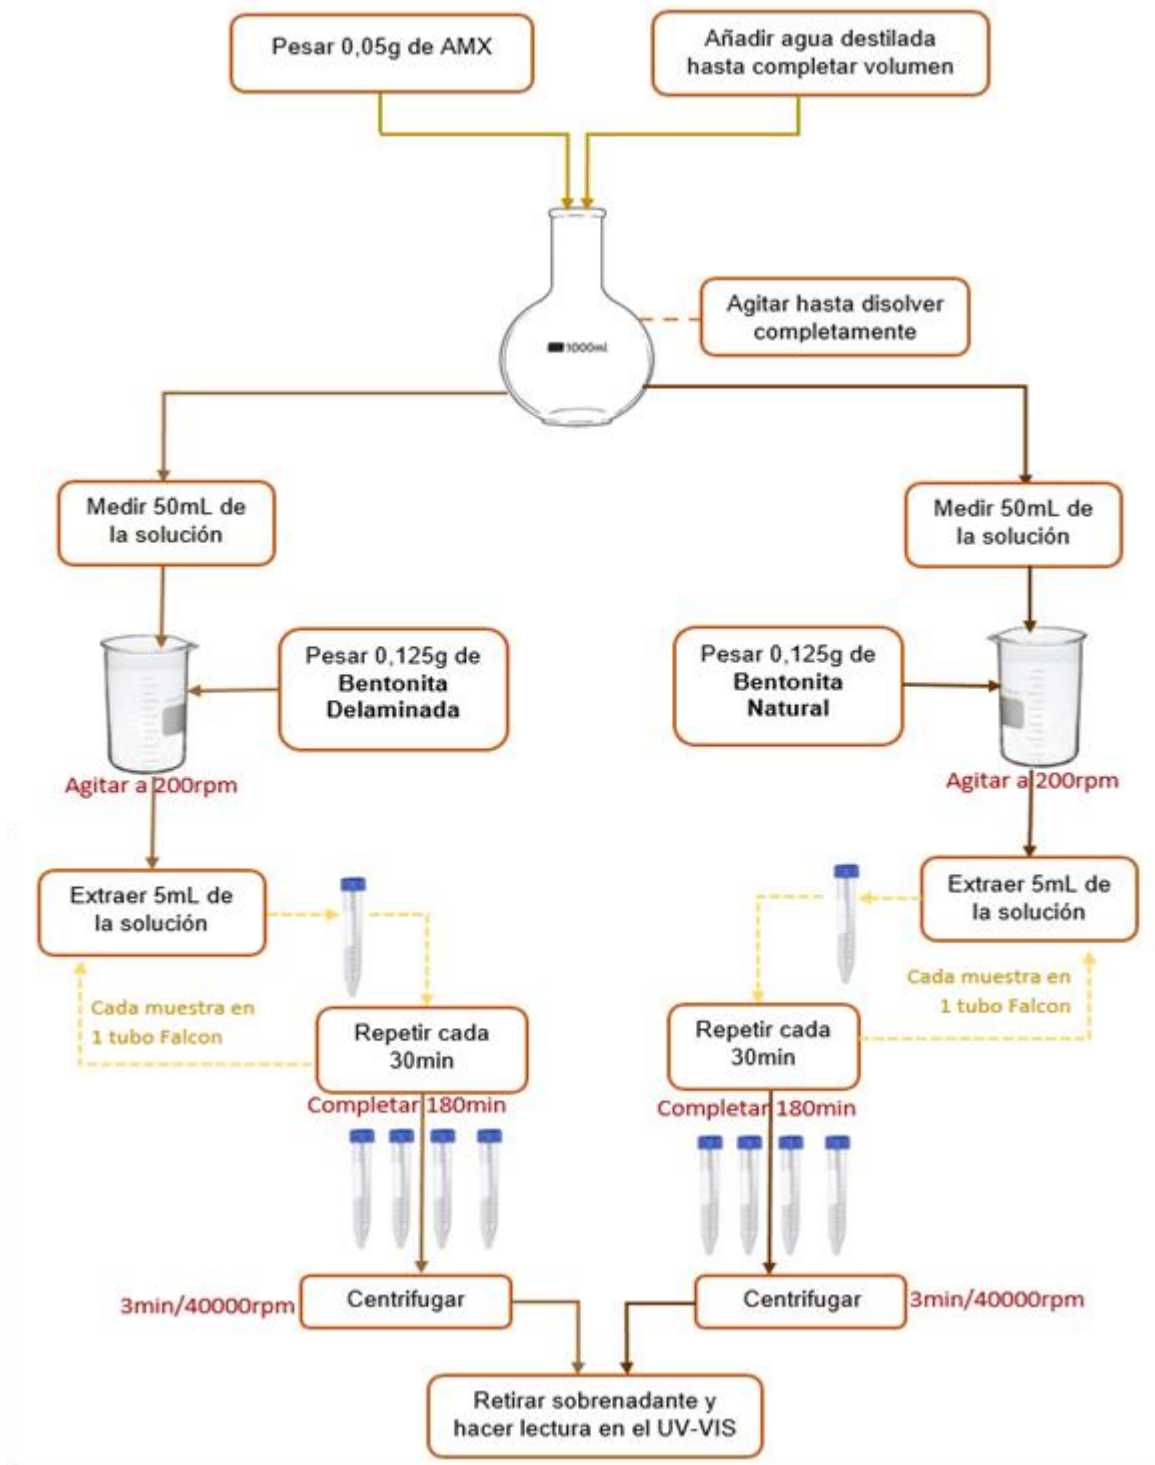 Pesar 0,05g de AMX
Añadir agua destilada
hasta completar volumen
Agitar hasta disolver
completamente
1000ml
Medir 50mL de
la solución
Medir 50mL de
la solución
Pesar 0,125g de
Bentonita
Delaminada
Pesar 0,125g de
Bentonita
Natural
Agitar a 200rpm
Agitar a 200rpm
Extraer 5mL de
la solución
Extraer 5mL de
la solución
Cada muestra en
1 tubo Falcon
Cada muestra en
1 tubo Falcon
Repetir cada
30min
Repetir cada
30min
Completar 180min
Completar 180min
3min/40000rpm
Centrifugar
Centrifugar
3min/40000rpm
Retirar sobrenadante y
hacer lectura en el UV-VIS